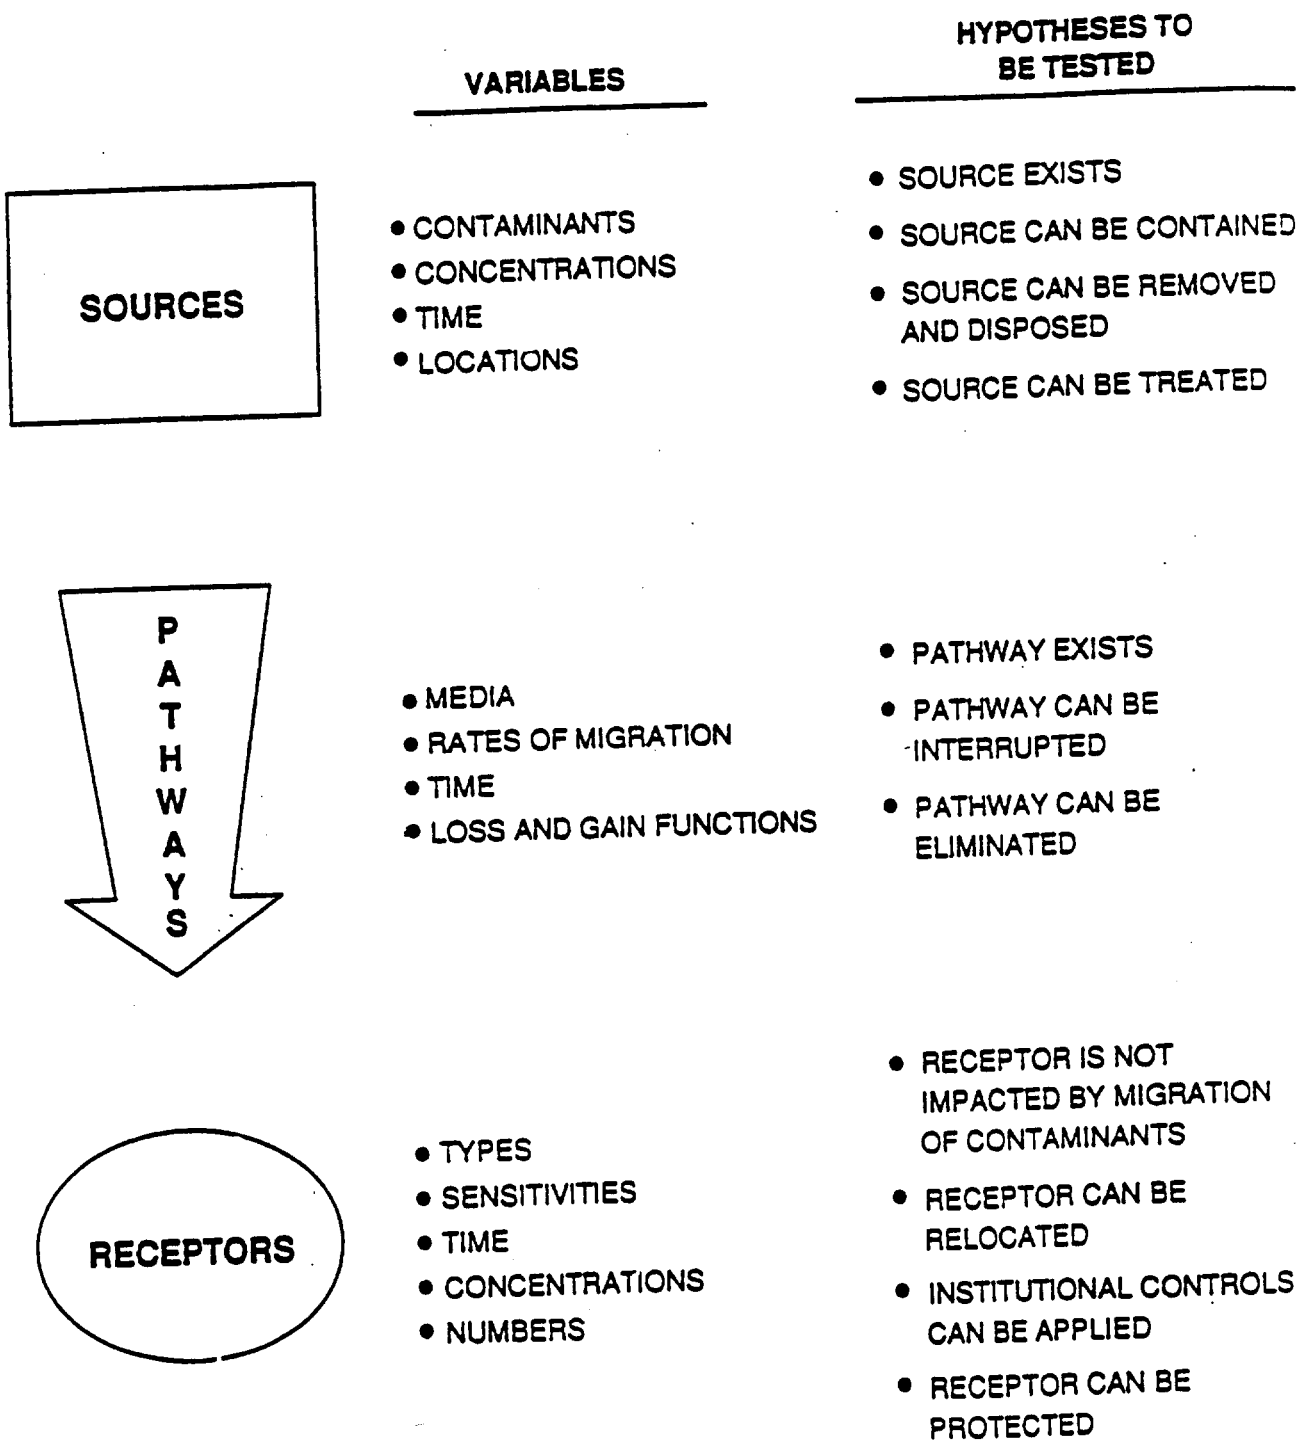 VARIABLES
HYPOTHESES TO
BE TESTED
SOURCES
• CONTAMINANTS
• CONCENTRATIONS
• TIME
• LOCATIONS
• SOURCE EXISTS
• SOURCE CAN BE CONTAINED
• SOURCE CAN BE REMOVED
AND DISPOSED
• SOURCE CAN BE TREATED
PATHWAYS
• MEDIA
• RATES OF MIGRATION
• TIME
• LOSS AND GAIN FUNCTIONS
• PATHWAY EXISTS
• PATHWAY CAN BE
INTERRUPTED
• PATHWAY CAN BE
ELIMINATED
RECEPTORS
• TYPES
• SENSITIVITIES
• TIME
• CONCENTRATIONS
• NUMBERS
• RECEPTOR IS NOT
IMPACTED BY MIGRATION
OF CONTAMINANTS
• RECEPTOR CAN BE
RELOCATED
• INSTITUTIONAL CONTROLS
CAN BE APPLIED
• RECEPTOR CAN BE
PROTECTED